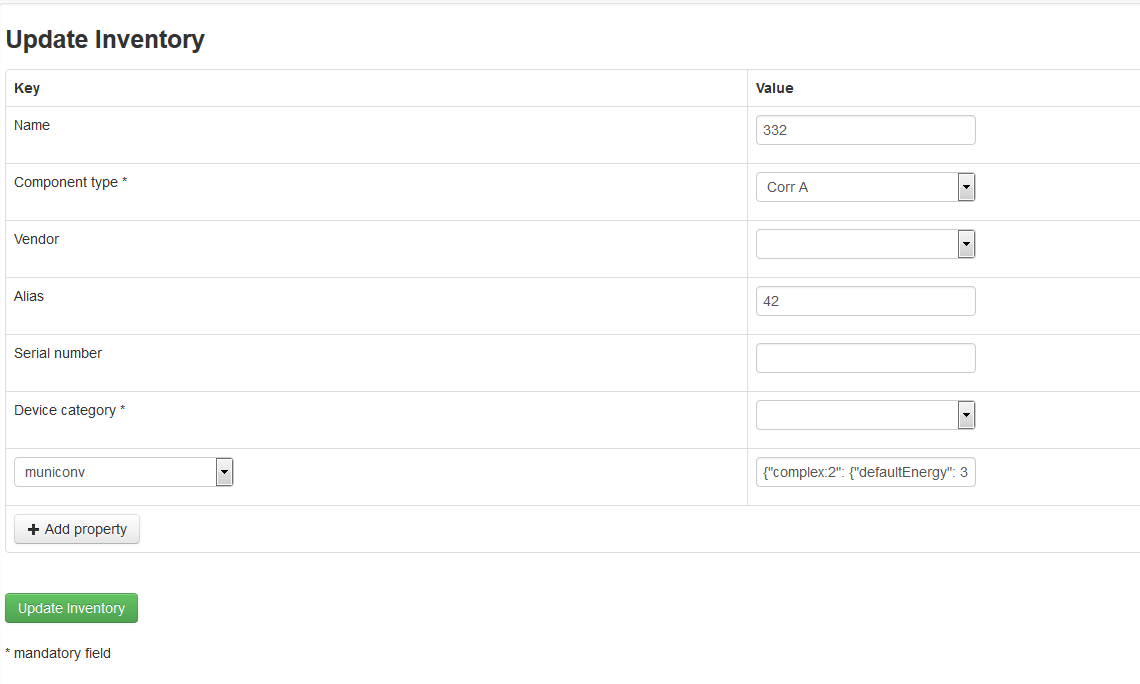 Update Inventory
Key Value
Name 332
Component type * Corr A
Vendor
Alias 42
Serial number
Device category *
municonv {"complex:2": {"defaultEnergy": 3
Add property
Update Inventory
* mandatory field